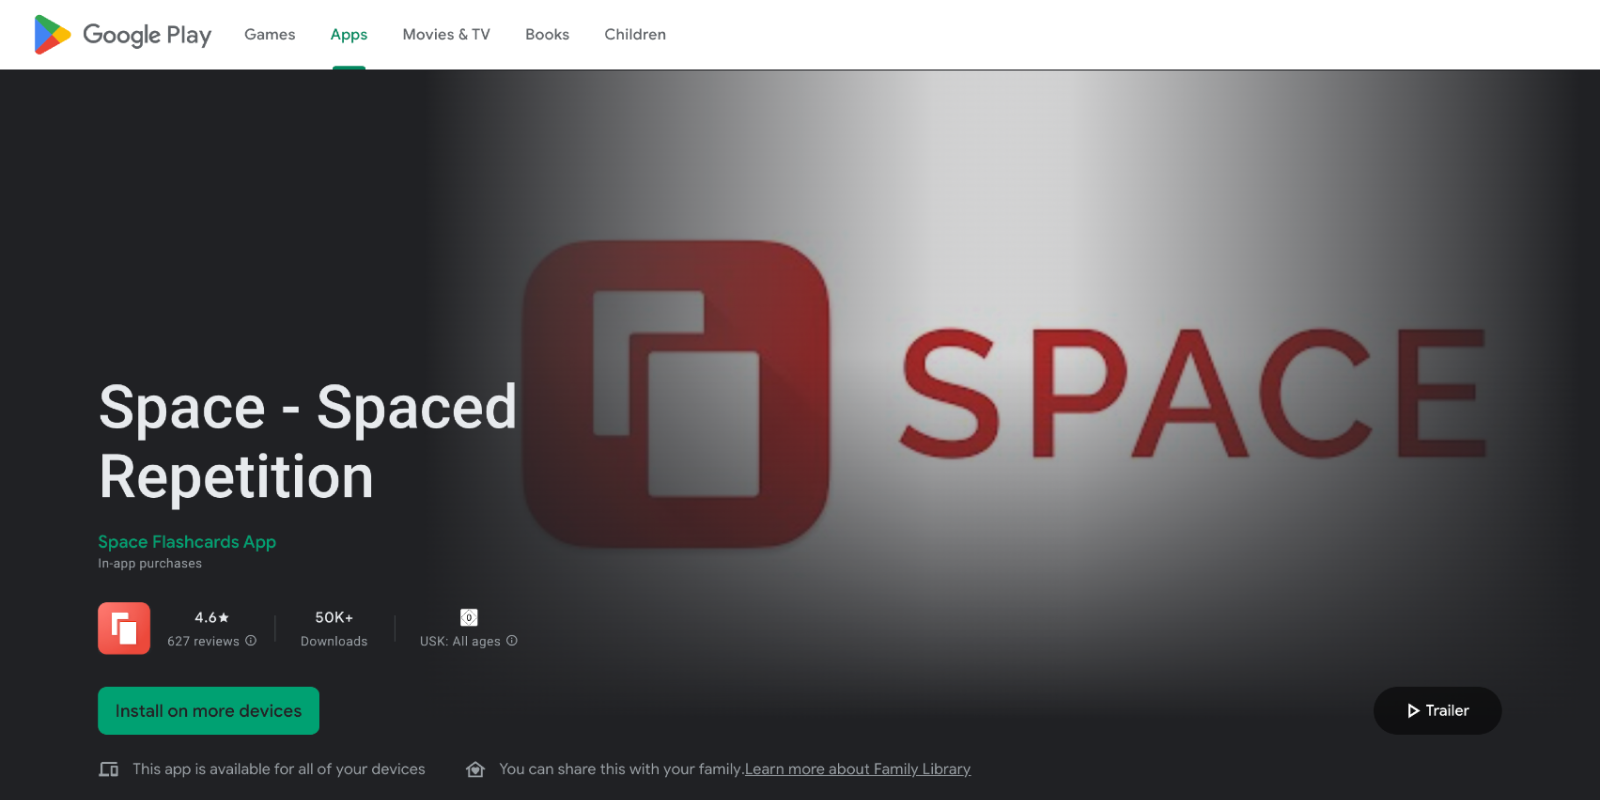 Google Play Games Apps Movies & TV Books Children
SPACE
Space - Spaced
Repetition
Space Flashcards App
In-app purchases
4.6★ 50K+ 0
627 reviews Downloads USK: All ages
Install on more devices
Trailer
This app is available for all of your devices You can share this with your family.Learn more about Family Library